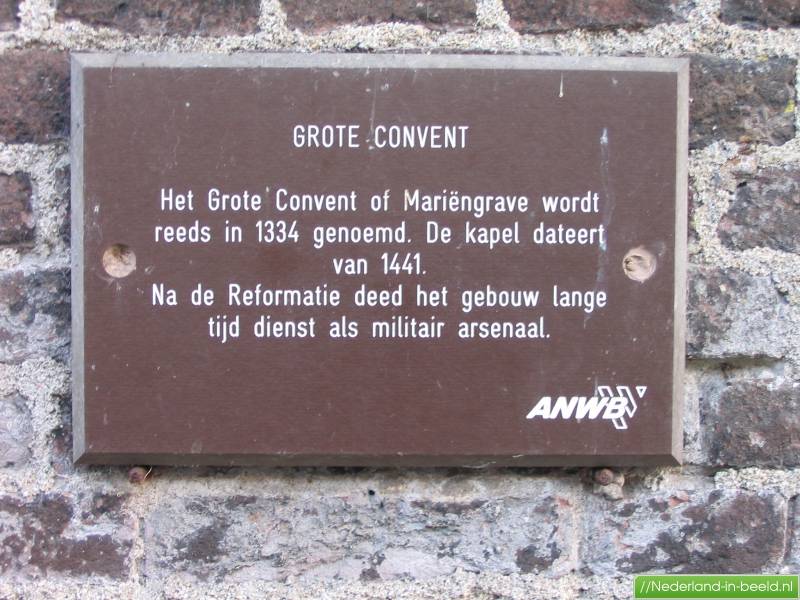 GROTE CONVENT
Het Grote Convent of Mariëngrave wordt
reeds in 1334 genoemd. De kapel dateert
van 1441.
Na de Reformatie deed het gebouw lange
tijd dienst als militair arsenaal.
ANWB
//Nederland-in-beeld.nl